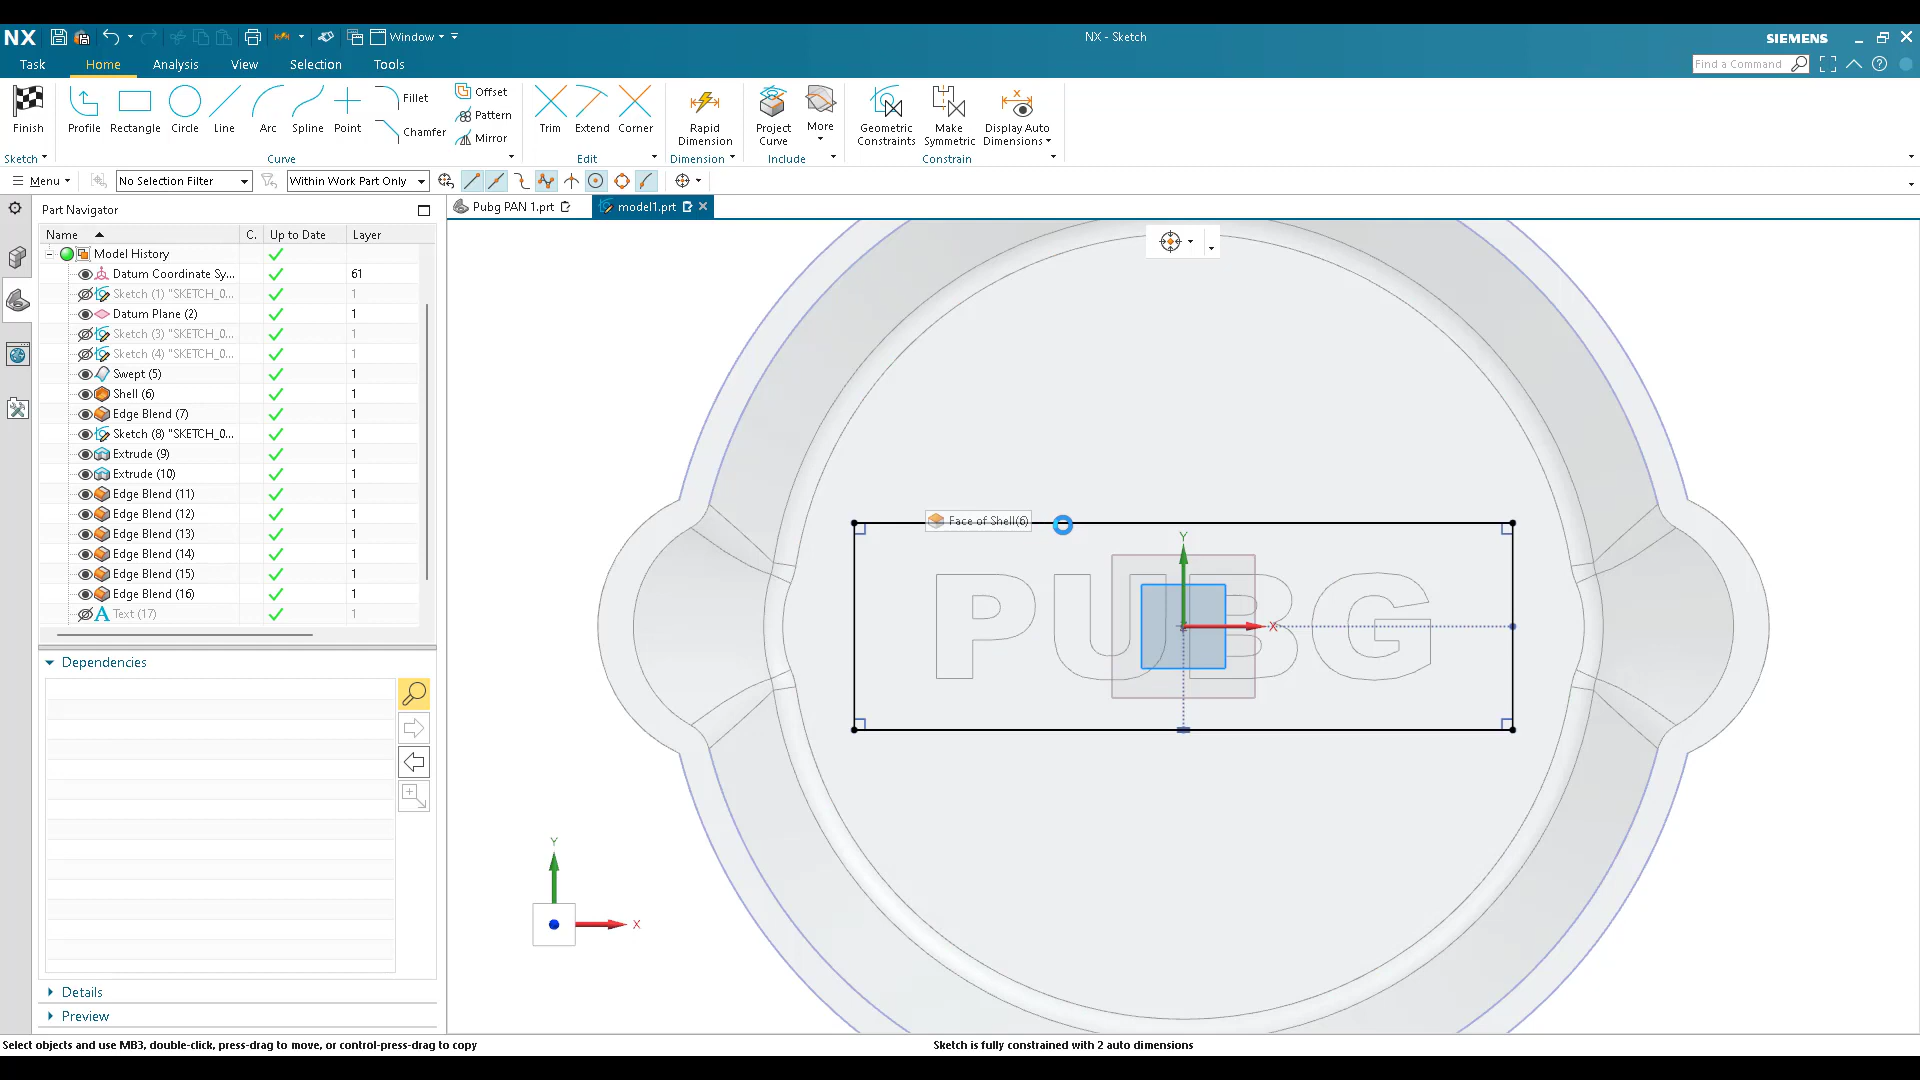 NX
Window
NX - Sketch
SIEMENS
Task
Home
Analysis
View
Selection
Tools
Find a Command
Finish
Profile
Rectangle
Circle
Line
Arc
Spline
Point
Fillet
Chamfer
Offset
Pattern
Mirror
Trim
Extend
Corner
Rapid Dimension
Project Curve
More
Geometric Constraints
Make Symmetric
Display Auto Dimensions
Sketch
Curve
Edit
Dimension
Include
Constrain
Menu
No Selection Filter
Within Work Part Only
Part Navigator
Pubg PAN 1.prt
model1.prt
Name
C.
Up to Date
Layer
Model History
Datum Coordinate Sy...
61
Sketch (1) "SKETCH_0...
1
Datum Plane (2)
1
Sketch (3) "SKETCH_0...
1
Sketch (4) "SKETCH_0...
1
Swept (5)
1
Shell (6)
1
Edge Blend (7)
1
Sketch (8) "SKETCH_0...
1
Extrude (9)
1
Extrude (10)
1
Edge Blend (11)
1
Edge Blend (12)
1
Edge Blend (13)
1
Edge Blend (14)
1
Edge Blend (15)
1
Edge Blend (16)
1
Text (17)
1
Dependencies
Details
Preview
Face of Shell(6)
Y
X
PUBG
Y
X
Select objects and use MB3, double-click, press-drag to move, or control-press-drag to copy
Sketch is fully constrained with 2 auto dimensions